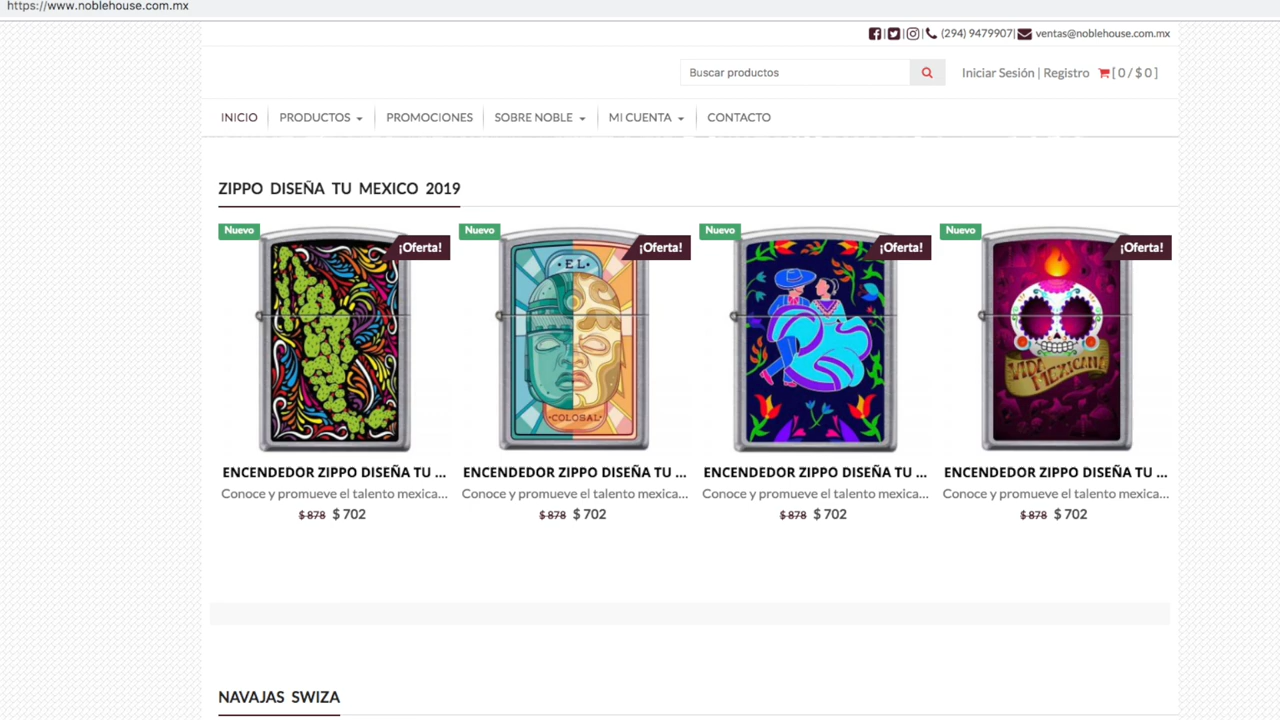 https://www.noblehouse.com.mx
| | | (294) 9479907| ventas@noblehouse.com.mx
Buscar productos
Iniciar Sesión | Registro [ 0 / $ 0 ]
INICIO PRODUCTOS PROMOCIONES SOBRE NOBLE MI CUENTA CONTACTO
ZIPPO DISEÑA TU MEXICO 2019
Nuevo ¡Oferta! Nuevo ¡Oferta! Nuevo ¡Oferta! Nuevo ¡Oferta!
·EL·
VIDA MEXICANA
·COLOSAL·
ENCENDEDOR ZIPPO DISEÑA TU ... ENCENDEDOR ZIPPO DISEÑA TU ... ENCENDEDOR ZIPPO DISEÑA TU ... ENCENDEDOR ZIPPO DISEÑA TU ...
Conoce y promueve el talento mexica... Conoce y promueve el talento mexica... Conoce y promueve el talento mexica... Conoce y promueve el talento mexica...
$ 878 $ 702 $ 878 $ 702 $ 878 $ 702 $ 878 $ 702
NAVAJAS SWIZA